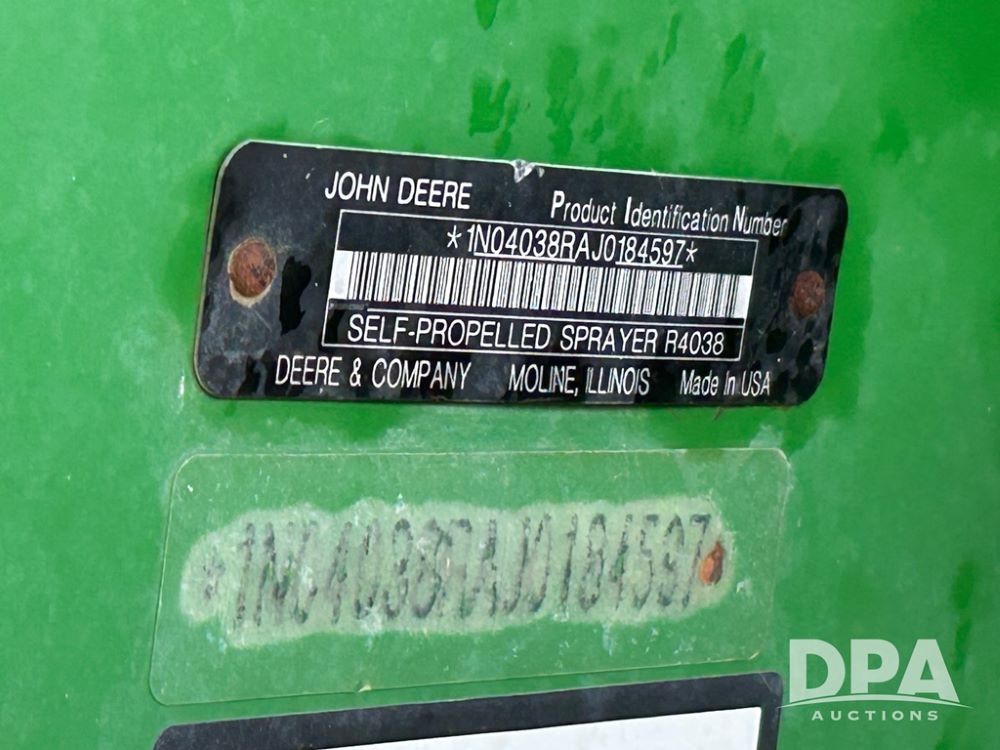 JOHN DEERE Product Identification Number
*1N04038RAJ0184597*
SELF-PROPELLED SPRAYER R4038
DEERE & COMPANY MOLINE, ILLINOIS Made In USA
*1N04038RAJ0184597*
DPA
AUCTIONS